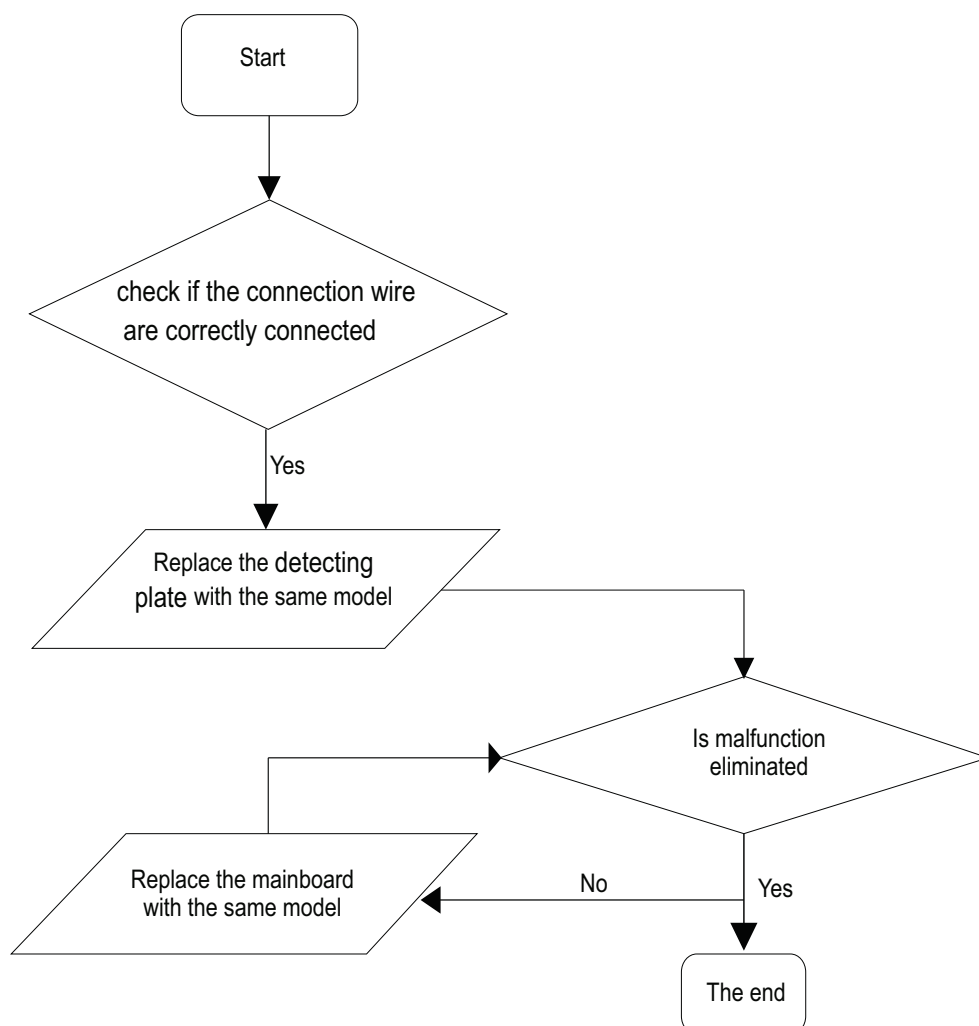 Start
check if the connection wire
are correctly connected
Yes
Replace the detecting
plate with the same model
Is malfunction
eliminated
Replace the mainboard
with the same model
No
Yes
The end